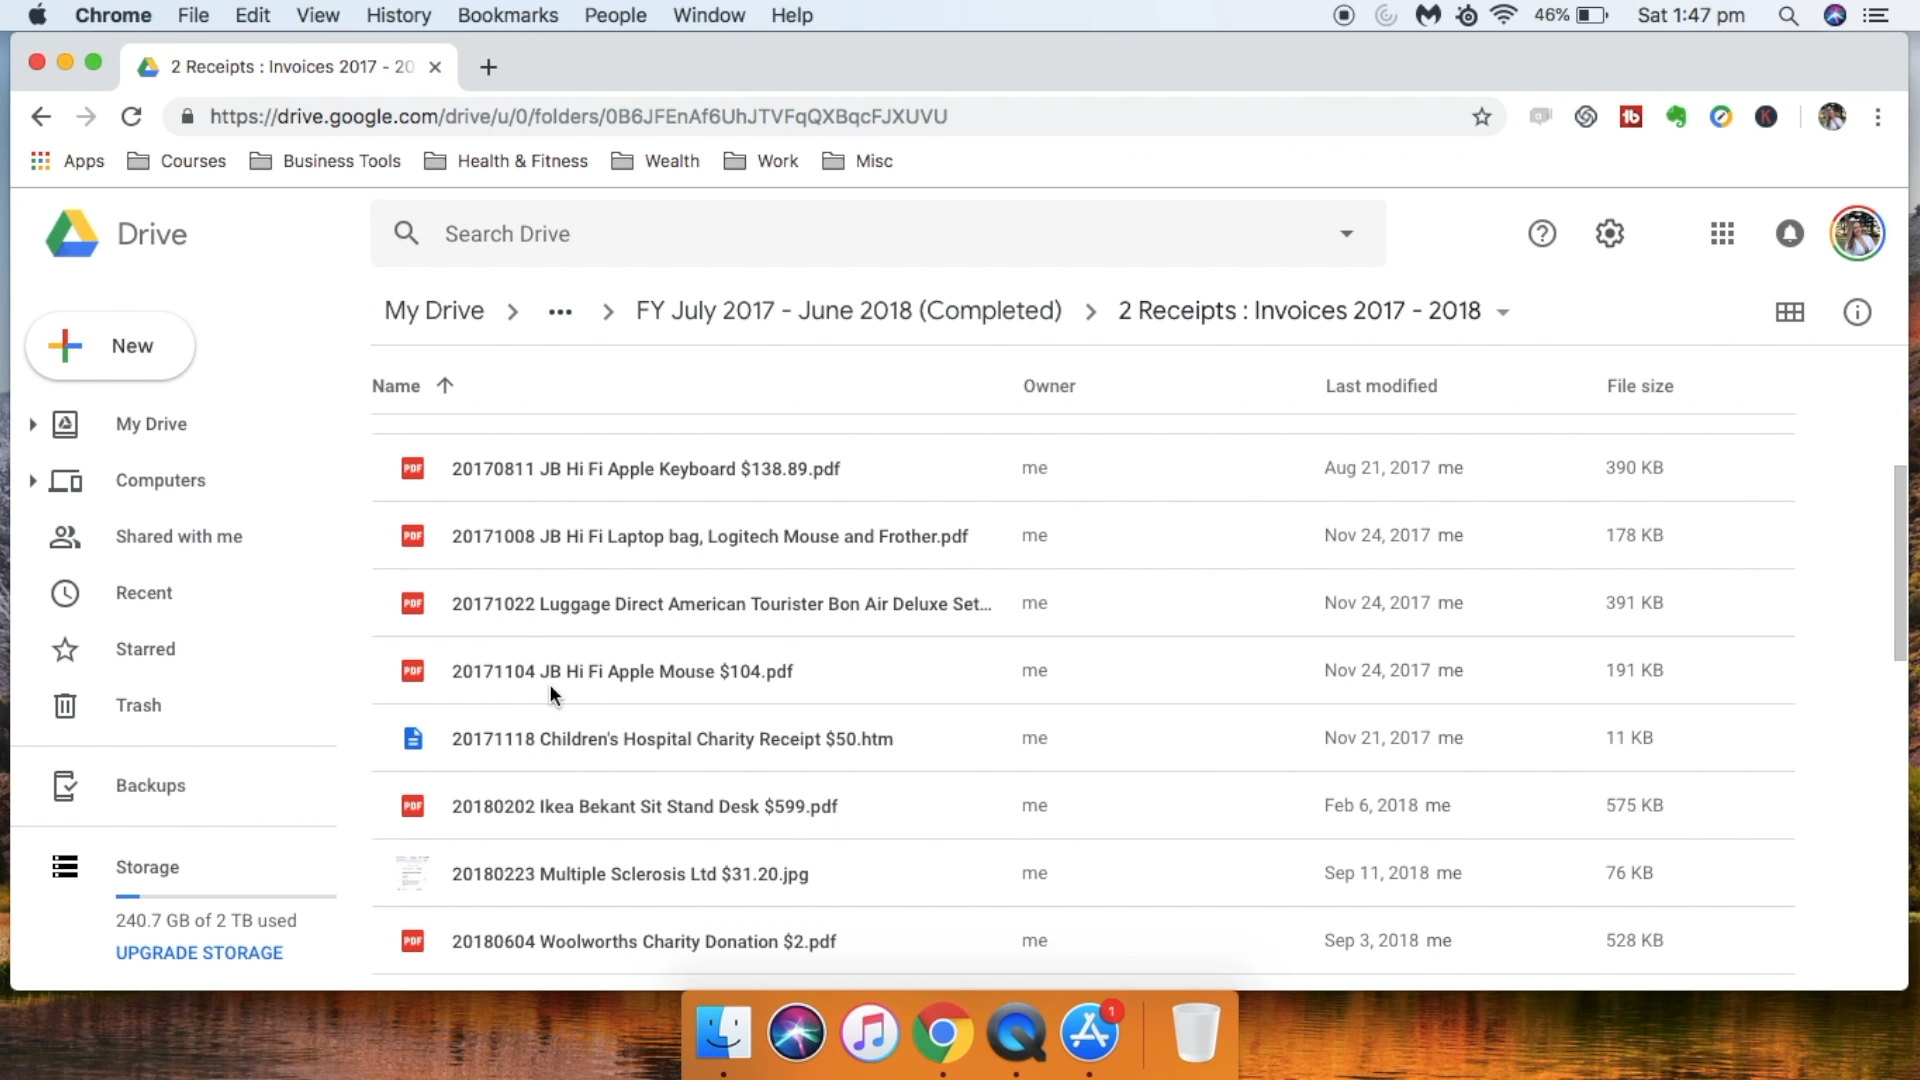 Chrome File Edit View History Bookmarks People Window Help 46% Sat 1:47 pm
2 Receipts : Invoices 2017 - 20
https://drive.google.com/drive/u/0/folders/0B6JFEnAf6UhJTVFqQXBqcFJXUVU
Apps Courses Business Tools Health & Fitness Wealth Work Misc
Drive Search Drive
My Drive ... FY July 2017 - June 2018 (Completed) 2 Receipts : Invoices 2017 - 2018
New
Name Owner Last modified File size
My Drive
Computers
Shared with me
Recent
Starred
Trash
Backups
Storage
240.7 GB of 2 TB used
UPGRADE STORAGE
PDF 20170811 JB Hi Fi Apple Keyboard $138.89.pdf me Aug 21, 2017 me 390 KB
PDF 20171008 JB Hi Fi Laptop bag, Logitech Mouse and Frother.pdf me Nov 24, 2017 me 178 KB
PDF 20171022 Luggage Direct American Tourister Bon Air Deluxe Set... me Nov 24, 2017 me 391 KB
PDF 20171104 JB Hi Fi Apple Mouse $104.pdf me Nov 24, 2017 me 191 KB
20171118 Children's Hospital Charity Receipt $50.htm me Nov 21, 2017 me 11 KB
PDF 20180202 Ikea Bekant Sit Stand Desk $599.pdf me Feb 6, 2018 me 575 KB
20180223 Multiple Sclerosis Ltd $31.20.jpg me Sep 11, 2018 me 76 KB
PDF 20180604 Woolworths Charity Donation $2.pdf me Sep 3, 2018 me 528 KB
1